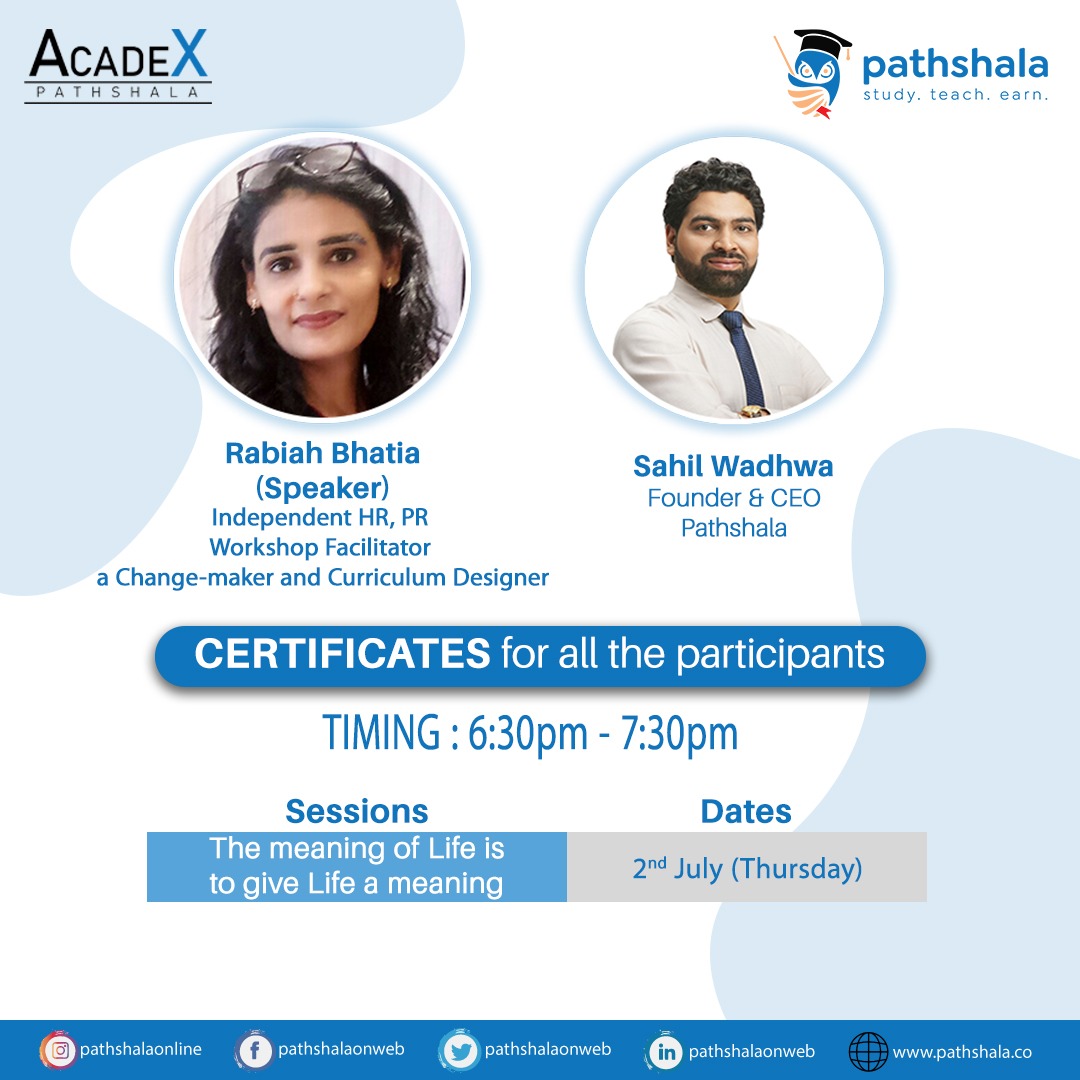 ACADEX
PATHSHALA
pathshala
study. teach. earn.
Rabiah Bhatia
(Speaker)
Independent HR, PR
Workshop Facilitator
a Change-maker and Curriculum Designer
Sahil Wadhwa
Founder & CEO
Pathshala
CERTIFICATES for all the participants
TIMING : 6:30pm - 7:30pm
Sessions
Dates
The meaning of Life is
to give Life a meaning
2nd July (Thursday)
pathshalaonline
pathshalaonweb
pathshalaonweb
pathshalaonweb
www.pathshala.co